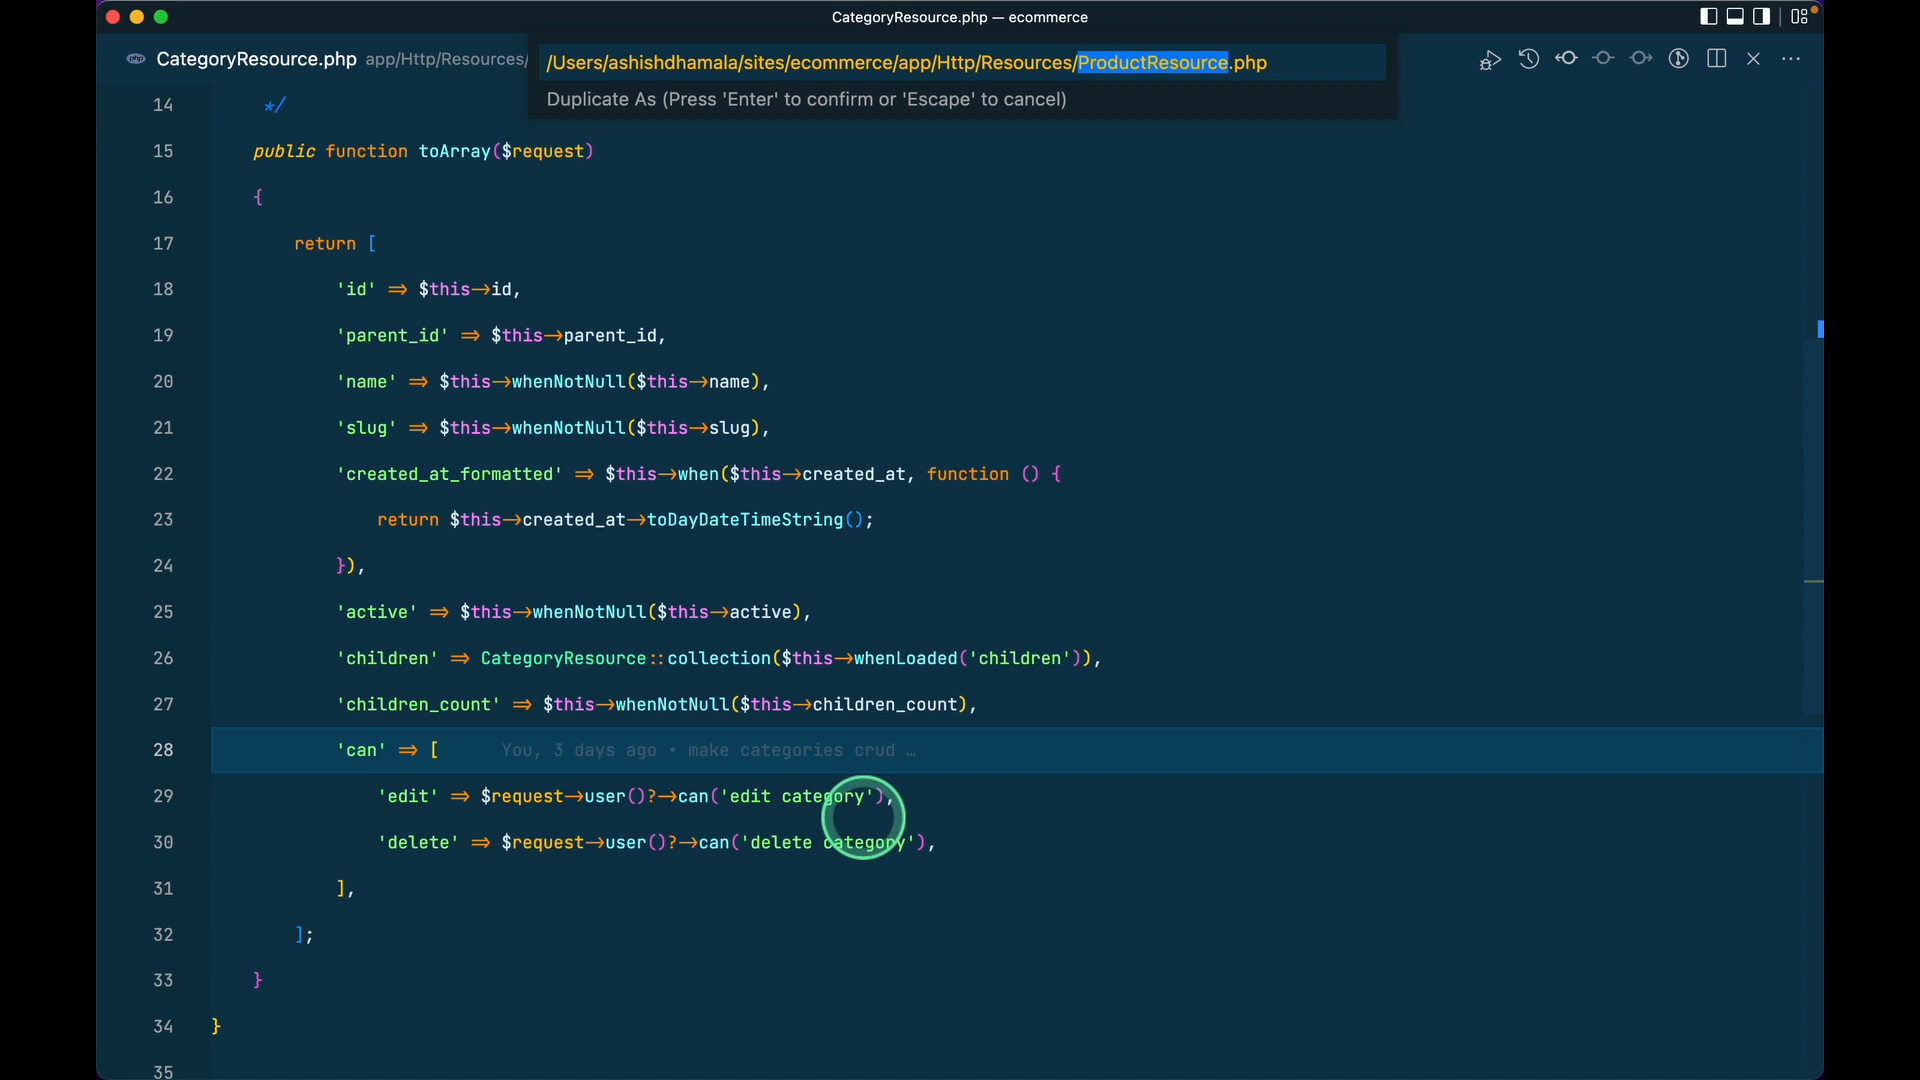 CategoryResource.php — ecommerce
php CategoryResource.php app/Http/Resources/
/Users/ashishdhamala/sites/ecommerce/app/Http/Resources/ProductResource.php
Duplicate As (Press 'Enter' to confirm or 'Escape' to cancel)
14 */
15 public function toArray($request)
16 {
17 return [
18 'id' => $this->id,
19 'parent_id' => $this->parent_id,
20 'name' => $this->whenNotNull($this->name),
21 'slug' => $this->whenNotNull($this->slug),
22 'created_at_formatted' => $this->when($this->created_at, function () {
23 return $this->created_at->toDayDateTimeString();
24 }),
25 'active' => $this->whenNotNull($this->active),
26 'children' => CategoryResource::collection($this->whenLoaded('children')),
27 'children_count' => $this->whenNotNull($this->children_count),
28 'can' => [ You, 3 days ago • make categories crud …
29 'edit' => $request->user()?->can('edit category'),
30 'delete' => $request->user()?->can('delete category'),
31 ],
32 ];
33 }
34 }
35